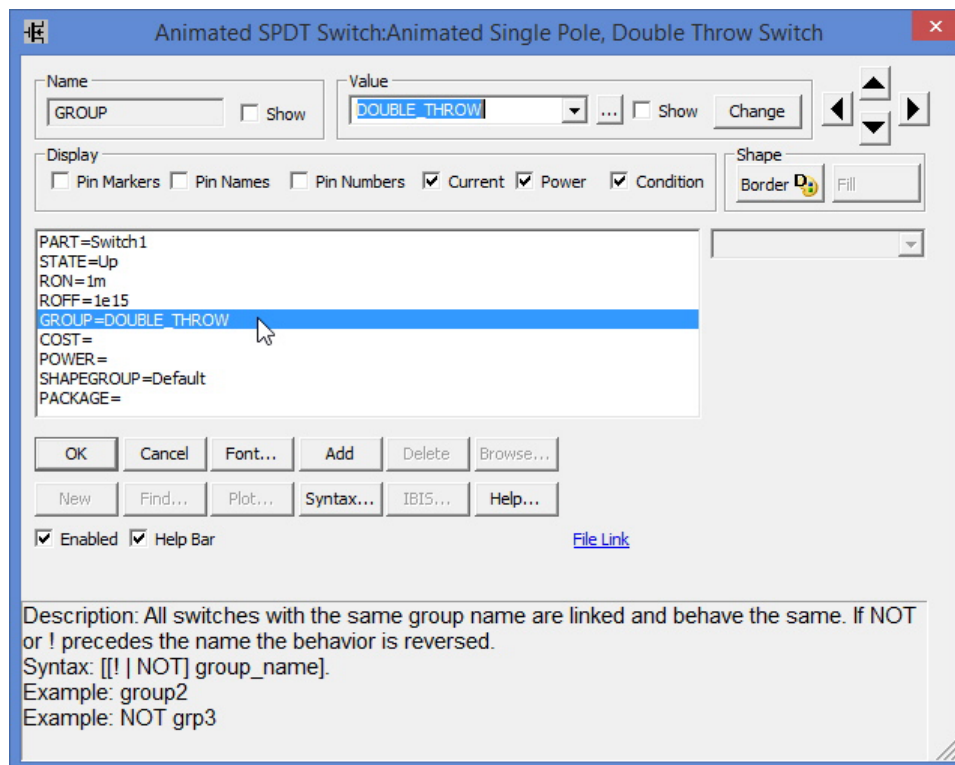 Animated SPDT Switch:Animated Single Pole, Double Throw Switch
Name
GROUP
Show
Value
DOUBLE_THROW
...
Show
Change
Display
Pin Markers
Pin Names
Pin Numbers
Current
Power
Condition
Shape
Border
D
Fill
PART=Switch1
STATE=Up
RON=1m
ROFF=1e15
GROUP=DOUBLE_THROW
COST=
POWER=
SHAPEGROUP=Default
PACKAGE=
OK
Cancel
Font...
Add
Delete
Browse...
New
Find...
Plot...
Syntax...
IBIS...
Help...
Enabled
Help Bar
File Link
Description: All switches with the same group name are linked and behave the same. If NOT
or ! precedes the name the behavior is reversed.
Syntax: [[! | NOT] group_name].
Example: group2
Example: NOT grp3